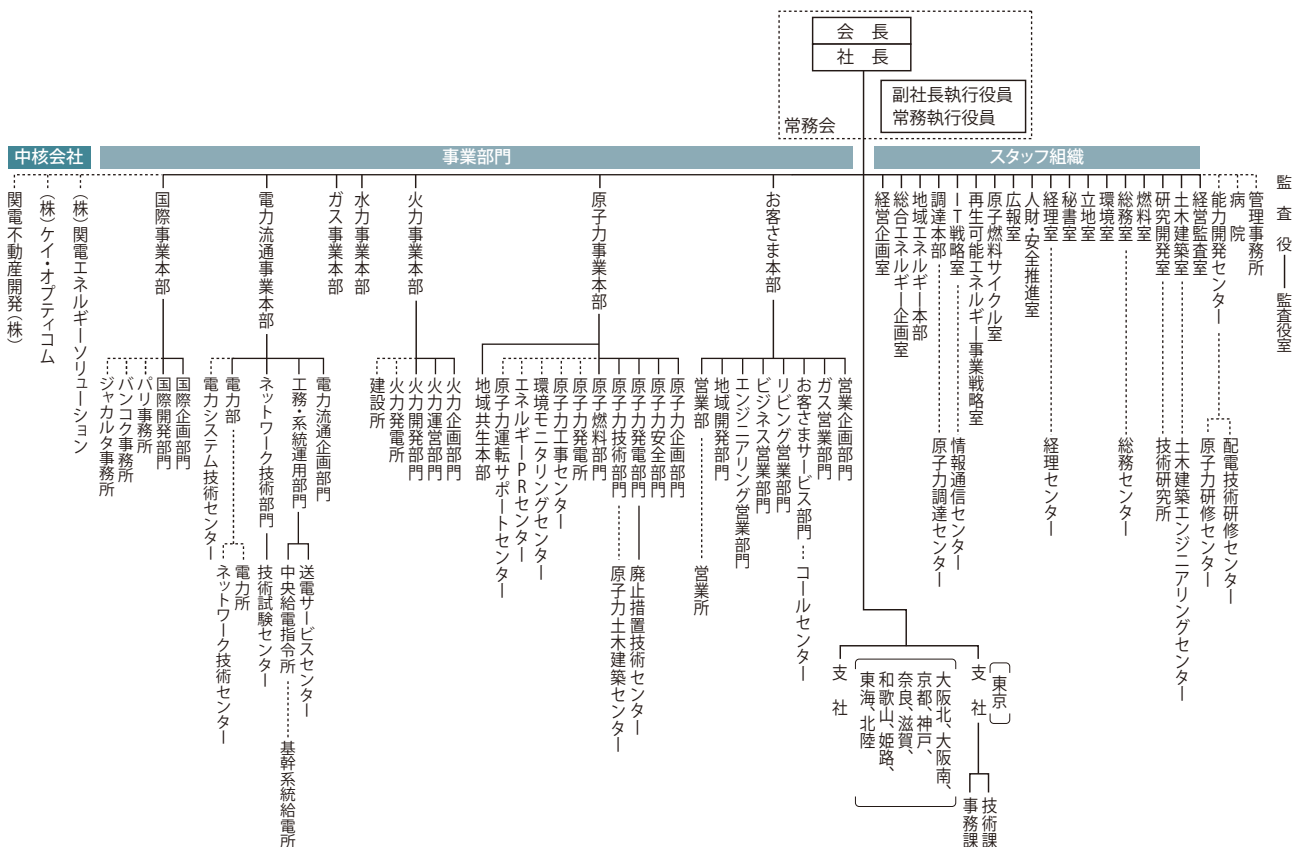 会 長
社 長
副社長執行役員
常務執行役員
常務会
中核会社
事業部門
スタッフ組織
関電不動産開発(株)
(株)ケイ・オプティコム
(株)関電エネルギーソリューション
国際事業本部
電力流通事業本部
ガス事業本部
水力事業本部
火力事業本部
原子力事業本部
お客さま本部
経営企画室
総合エネルギー企画室
地域エネルギー本部
調達本部
IT戦略室
再生可能エネルギー事業戦略室
原子燃料サイクル室
広報室
人財・安全推進室
経理室
秘書室
立地室
環境室
総務室
燃料室
研究開発室
土木建築室
経営監査室
能力開発センター
病 院
管理事務所
監 査 役
監査役室
ジャカルタ事務所
バンコク事務所
パリ事務所
国際開発部門
国際企画部門
電力システム技術センター
電力部
ネットワーク技術部門
工務・系統運用部門
電力流通企画部門
建設所
火力発電所
火力開発部門
火力運営部門
火力企画部門
地域共生本部
原子力運転サポートセンター
エネルギーPRセンター
環境モニタリングセンター
原子力工事センター
原子力発電所
原子燃料部門
原子力技術部門
原子力発電部門
原子力安全部門
原子力企画部門
営業部
地域開発部門
エンジニアリング営業部門
ビジネス営業部門
リビング営業部門
お客さまサービス部門
ガス営業部門
営業企画部門
原子力調達センター
情報通信センター
経理センター
総務センター
技術研究所
土木建築エンジニアリングセンター
原子力研修センター
配電技術研修センター
ネットワーク技術センター
電力所
技術試験センター
中央給電指令所
送電サービスセンター
原子力土木建築センター
廃止措置技術センター
営業所
コールセンター
基幹系統給電所
支 社
大阪北、大阪南、
京都、神戸、
奈良、滋賀、
和歌山、姫路、
東海、北陸
支 社
東京
事務課
技術課